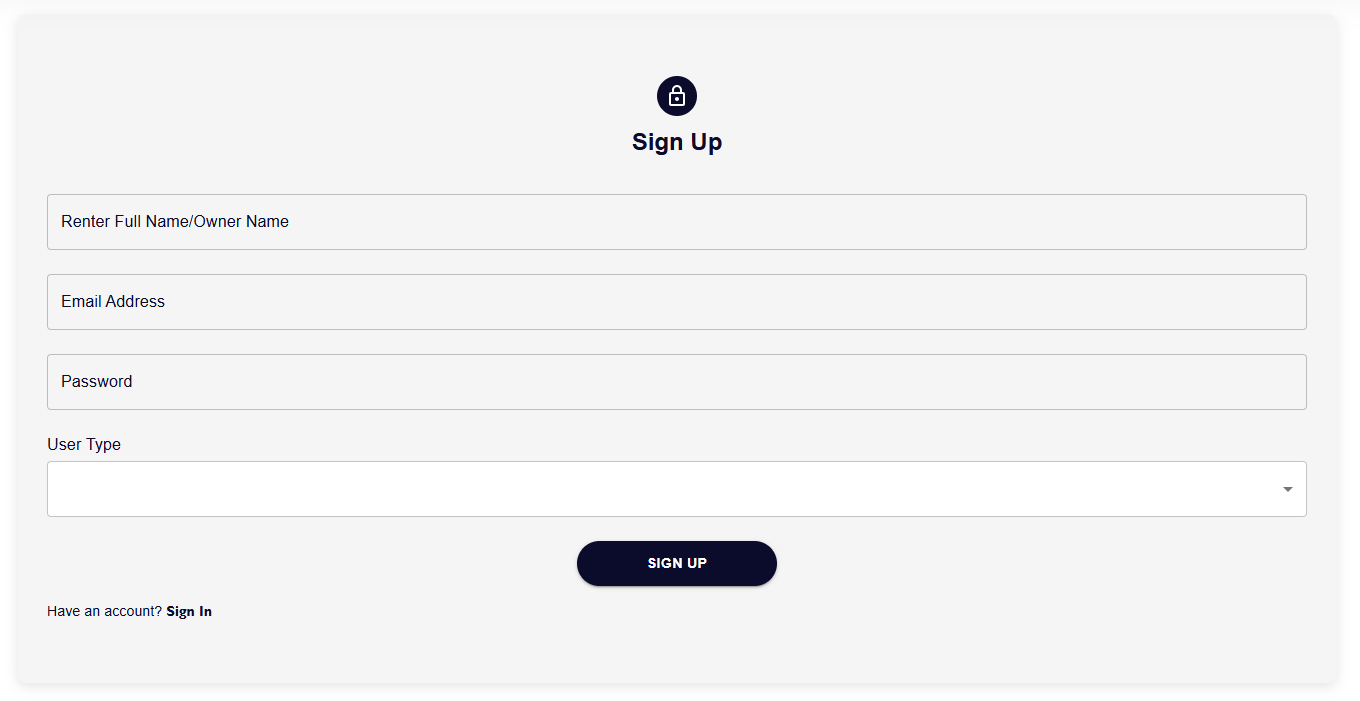 Sign Up
Renter Full Name/Owner Name
Email Address
Password
User Type
SIGN UP
Have an account? Sign In